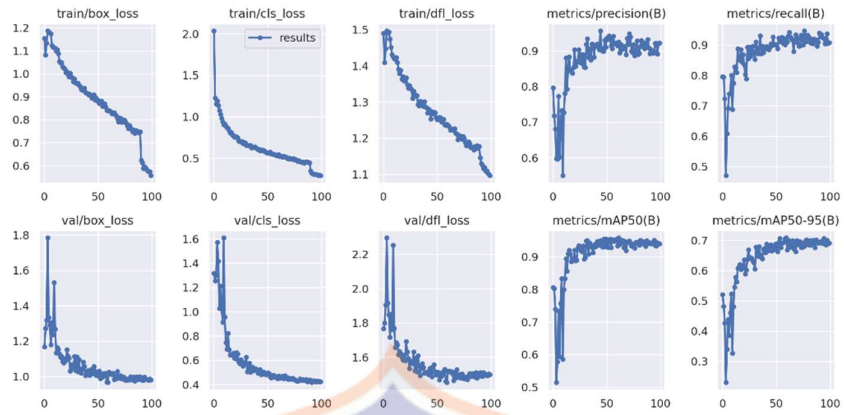 train/box_loss
train/cls_loss
train/dfl_loss
metrics/precision(B)
metrics/recall(B)
1.2
1.1
1.0
0.9
0.8
0.7
0.6
0 50 100
2.0
1.5
1.0
0.5
results
0 50 100
1.5
1.4
1.3
1.2
1.1
0 50 100
0.9
0.8
0.7
0.6
0 50 100
0.9
0.8
0.7
0.6
0.5
0 50 100
val/box_loss
val/cls_loss
val/dfl_loss
metrics/mAP50(B)
metrics/mAP50-95(B)
1.8
1.6
1.4
1.2
1.0
0 50 100
1.6
1.4
1.2
1.0
0.8
0.6
0.4
0 50 100
2.2
2.0
1.8
1.6
0 50 100
0.9
0.8
0.7
0.6
0.5
0 50 100
0.7
0.6
0.5
0.4
0.3
0 50 100